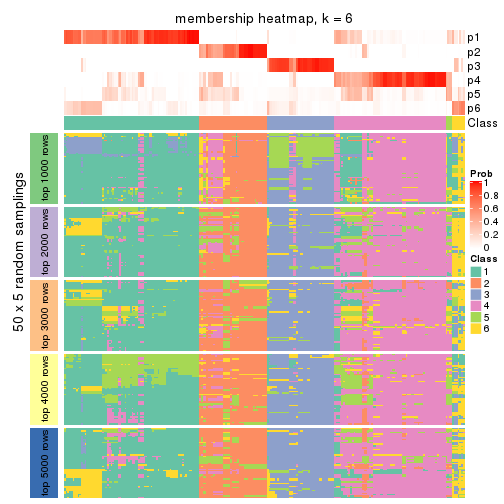 membership heatmap, k = 6
p1
p2
p3
p4
p5
p6
Class
50 x 5 random samplings
top 1000 rows
top 2000 rows
top 3000 rows
top 4000 rows
top 5000 rows
Prob
1
0.8
0.6
0.4
0.2
0
Class
1
2
3
4
5
6